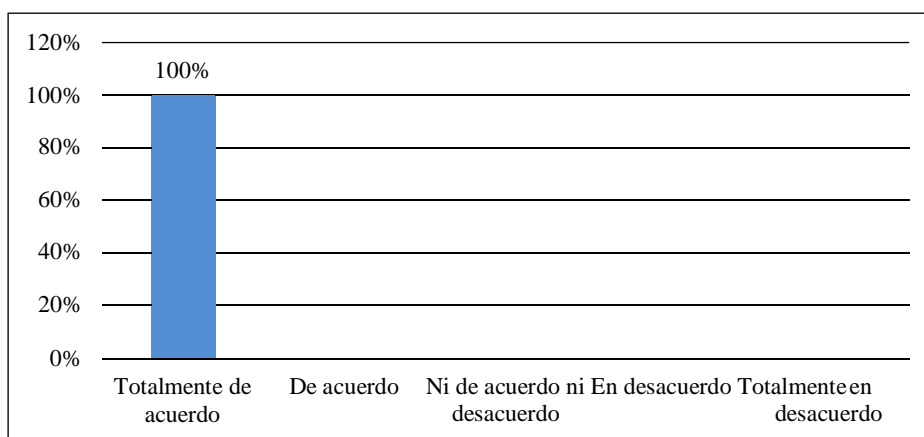 120%
100%
100%
80%
60%
40%
20%
0%
Totalmente de
acuerdo
De acuerdo
Ni de acuerdo ni
desacuerdo
En desacuerdo
Totalmente en
desacuerdo